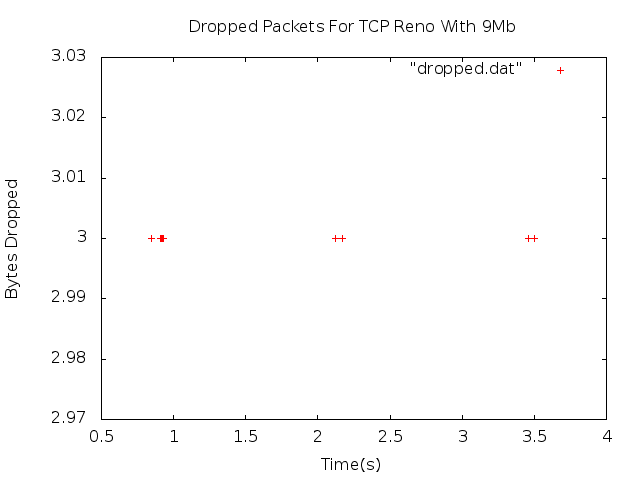 Dropped Packets For TCP Reno With 9Mb
3.03
"dropped.dat"
3.02
3.01
3
2.99
2.98
2.97
Bytes Dropped
0.5 1 1.5 2 2.5 3 3.5 4
Time(s)